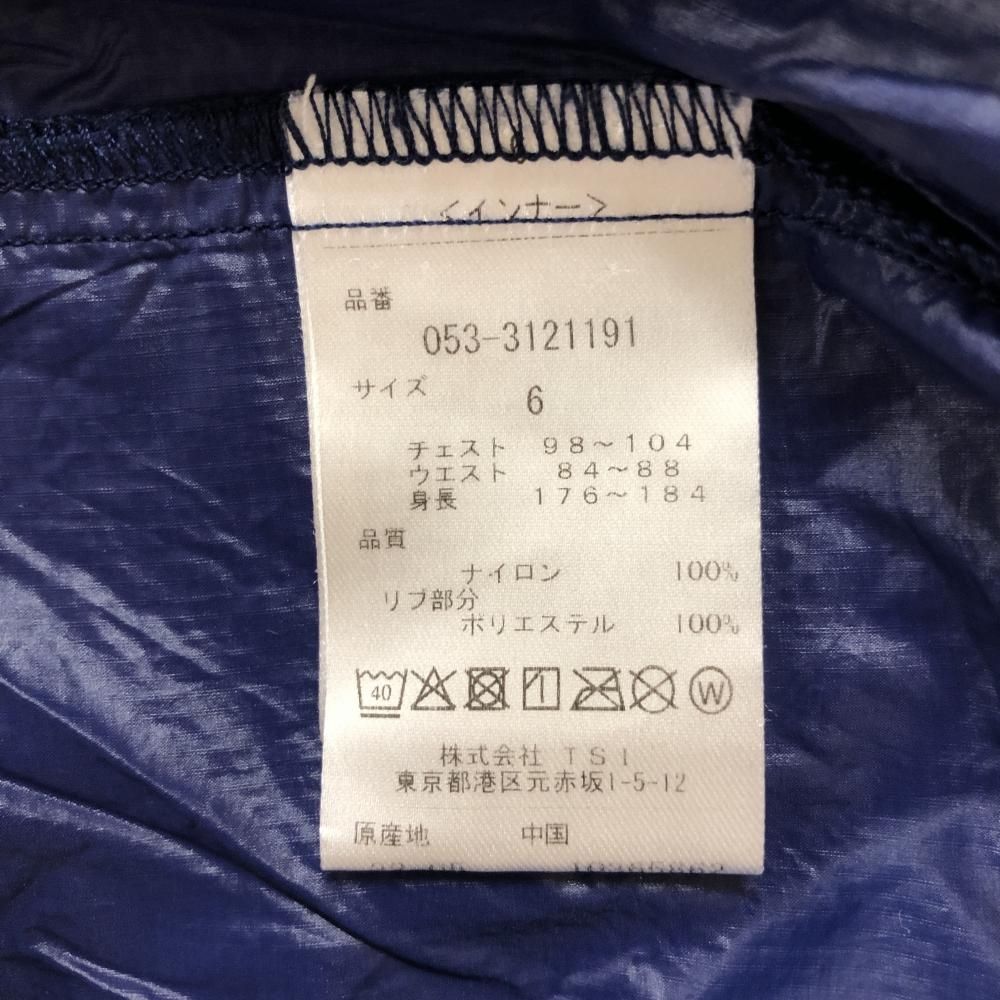 <インナー>
品番
053-3121191
サイズ
6
チェスト 98～104
ウエスト 84～88
身長 176～184
品質
ナイロン 100%
リブ部分
ポリエステル 100%
40 W
株式会社 TSI
東京都港区元赤坂1-5-12
原産地 中国